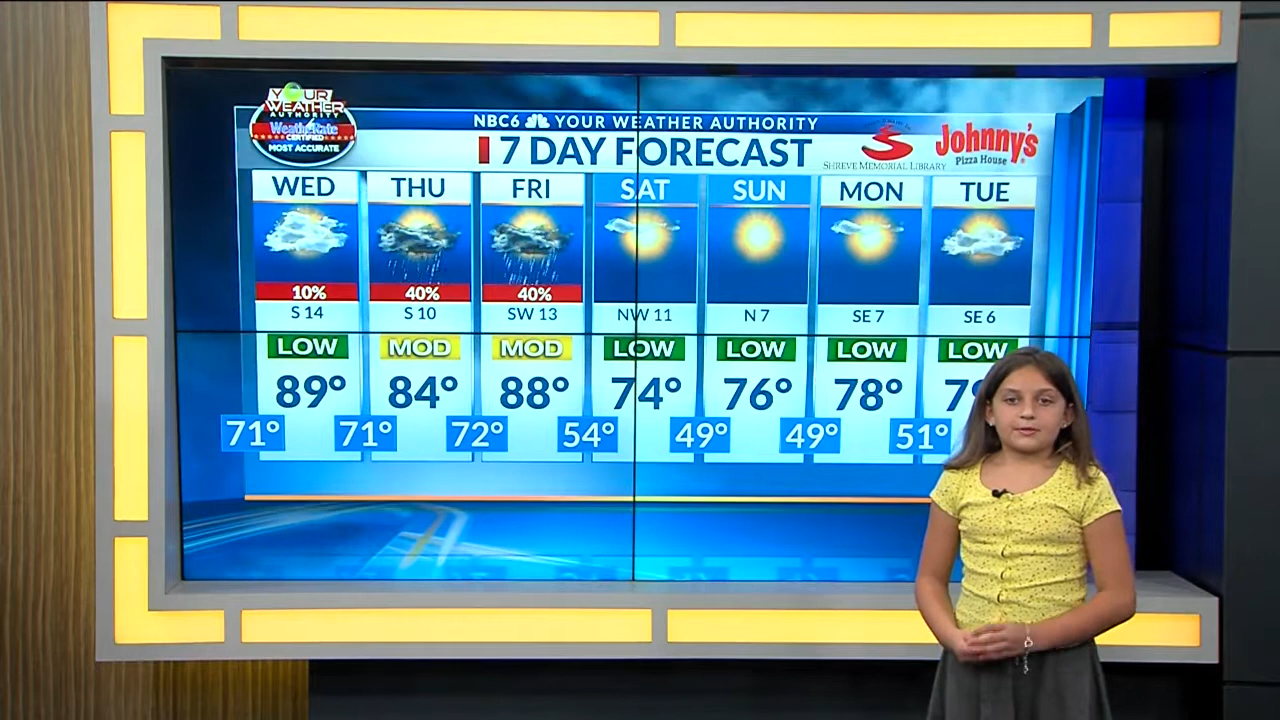 YOUR
WEATHER
AUTHORITY
WeatheRate
CERTIFIED
MOST ACCURATE
NBC6 YOUR WEATHER AUTHORITY
7 DAY FORECAST
SHREVE MEMORIAL LIBRARY
Johnny's
Pizza House
WED THU FRI SAT SUN MON TUE
10% 40% 40%
S 14 S 10 SW 13 NW 11 N 7 SE 7 SE 6
LOW MOD MOD LOW LOW LOW LOW
89° 84° 88° 74° 76° 78° 7
71° 71° 72° 54° 49° 49° 51°